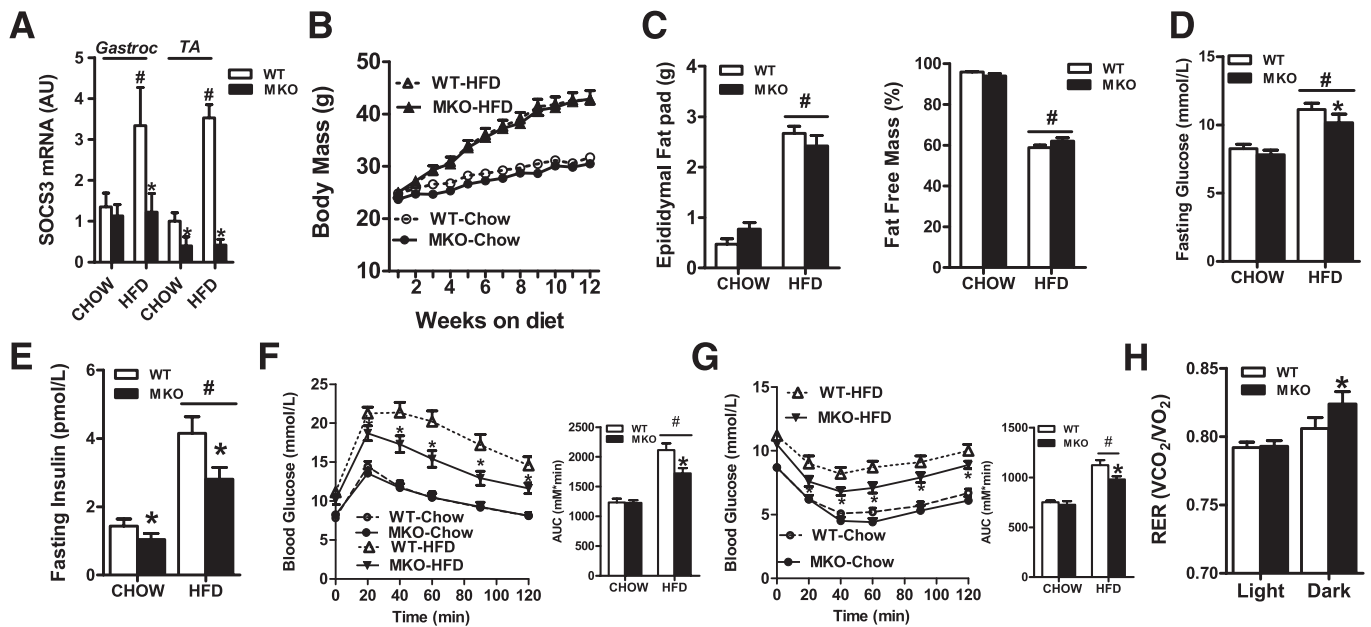 A
Gastroc TA
#
#
*
*
*
WT
MKO
SOCS3 mRNA (AU)
5
4
3
2
1
0
CHOW
HFD
CHOW
HFD
B
Body Mass (g)
50
40
30
20
10
WT-HFD
MKO-HFD
WT-Chow
MKO-Chow
2 4 6 8 10 12
Weeks on diet
C
Epididymal Fat pad (g)
4
3
2
1
0
WT
MKO
#
CHOW HFD
Fat Free Mass (%)
100
80
60
40
20
0
WT
MKO
#
CHOW HFD
D
Fasting Glucose (mmol/L)
15
10
5
0
WT
MKO
#
*
CHOW HFD
E
Fasting Insulin (pmol/L)
6
4
2
0
WT
MKO
#
*
*
CHOW HFD
F
Blood Glucose (mmol/L)
25
20
15
10
5
0
*
*
*
*
*
WT-Chow
MKO-Chow
WT-HFD
MKO-HFD
0 20 40 60 80 100 120
Time (min)
AUC (mM*min)
2500
2000
1500
1000
500
0
WT
MKO
#
*
CHOW HFD
G
Blood Glucose (mmol/L)
15
10
5
0
WT-HFD
MKO-HFD
*
*
*
*
*
WT-Chow
MKO-Chow
0 20 40 60 80 100 120
Time (min)
AUC (mM*min)
1500
1000
500
0
WT
MKO
#
*
CHOW HFD
H
RER (VCO2/VO2)
0.85
0.80
0.75
0.70
WT
MKO
*
Light Dark